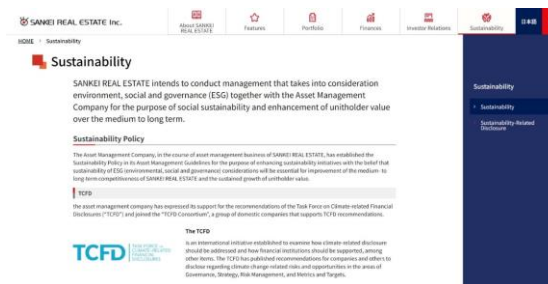 SANKEI REAL ESTATE Inc.
About SANKEI
REAL ESTATE
Features
Portfolio
Finances
Investor Relations
Sustainability
日本語
HOME > Sustainability
Sustainability
SANKEI REAL ESTATE intends to conduct management that takes into consideration
environment, social and governance (ESG) together with the Asset Management
Company for the purpose of social sustainability and enhancement of unitholder value
over the medium to long term.
Sustainability Policy
The Asset Management Company, in the course of asset management business of SANKEI REAL ESTATE, has established the
Sustainability Policy in its Asset Management Guidelines for the purpose of enhancing sustainability initiatives with the belief that
sustainability of ESG (environmental, social and governance) considerations will be essential for improvement of the medium- to
long-term competitiveness of SANKEI REAL ESTATE and the sustained growth of unitholder value.
TCFD
the asset management company has expressed its support for the recommendations of the Task Force on Climate-related Financial
Disclosures ("TCFD") and joined the "TCFD Consortium", a group of domestic companies that supports TCFD recommendations.
TCFD
TASK FORCE on
CLIMATE-RELATED
FINANCIAL
DISCLOSURES
The TCFD
is an international initiative established to examine how climate-related disclosure
should be addressed and how financial institutions should be supported, among
other items. The TCFD has published recommendations for companies and others to
disclose regarding climate change-related risks and opportunities in the areas of
Governance, Strategy, Risk Management, and Metrics and Targets.
Sustainability
Sustainability
Sustainability-Related
Disclosure